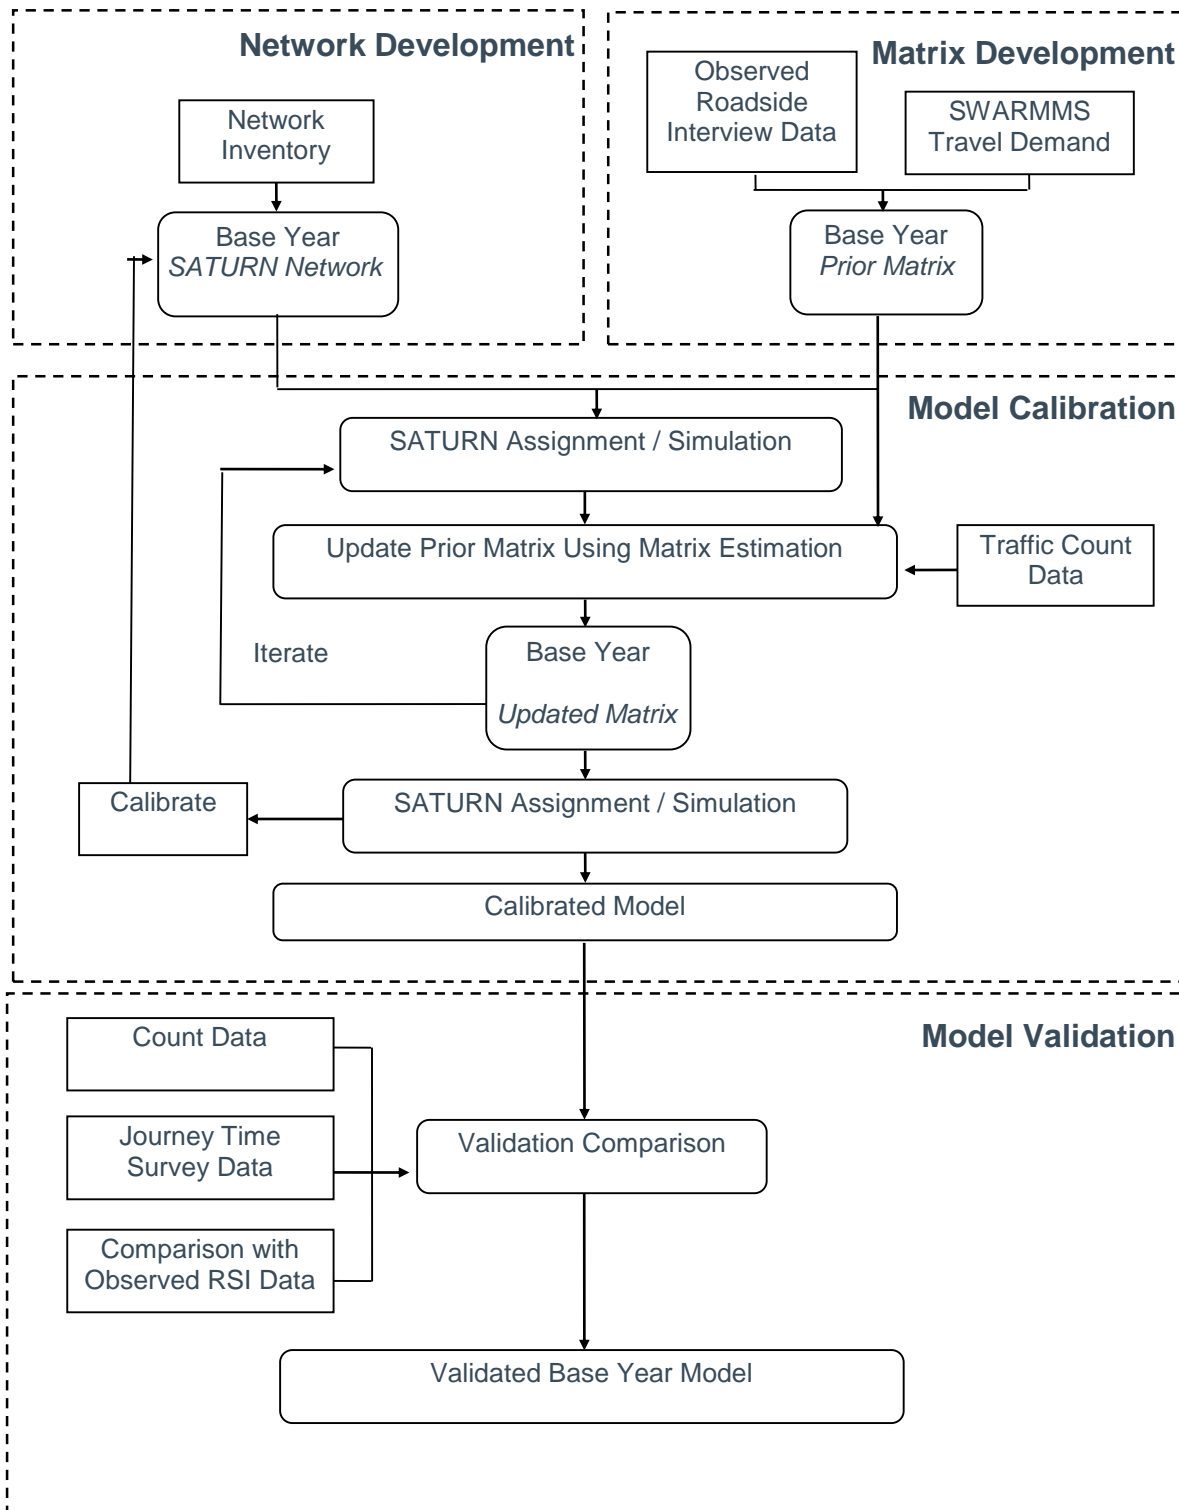 Network Development
Network
Inventory
Base Year
SATURN Network
Matrix Development
Observed
Roadside
Interview Data
SWARMMS
Travel Demand
Base Year
Prior Matrix
Model Calibration
SATURN Assignment / Simulation
Update Prior Matrix Using Matrix Estimation
Traffic Count
Data
Iterate
Base Year
Updated Matrix
Calibrate
SATURN Assignment / Simulation
Calibrated Model
Model Validation
Count Data
Journey Time
Survey Data
Comparison with
Observed RSI Data
Validation Comparison
Validated Base Year Model